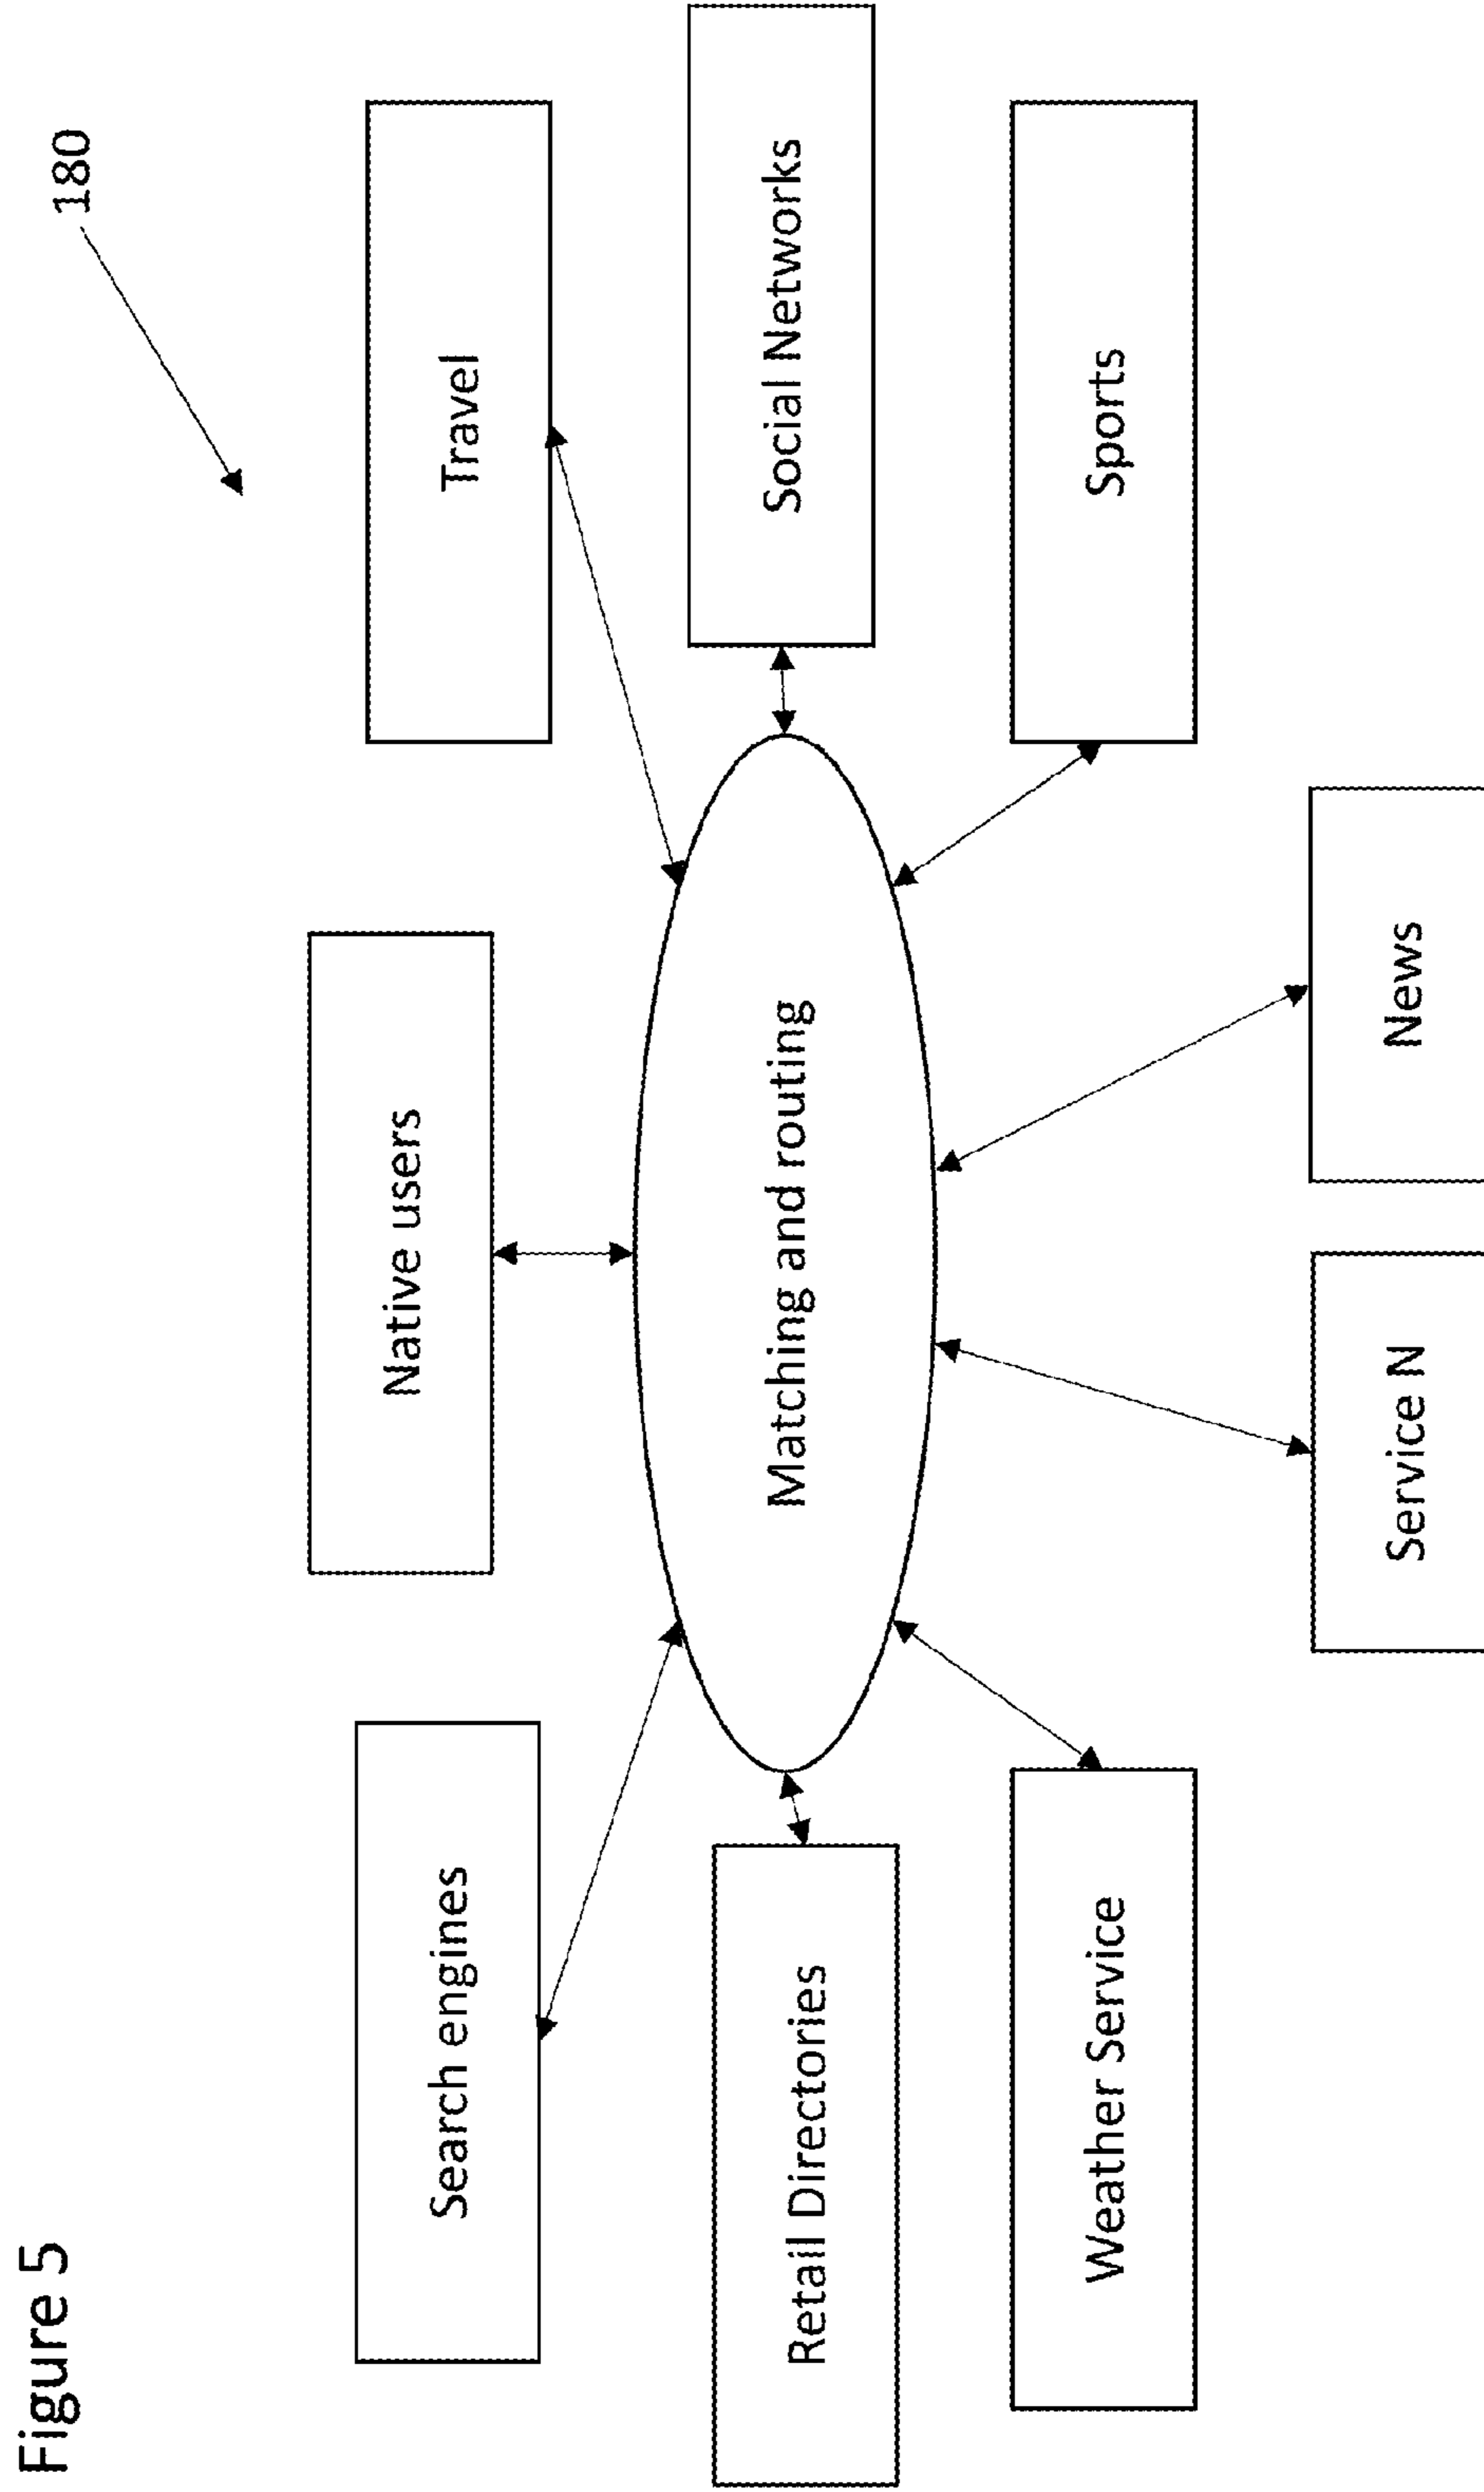 Figure 5
180
Native users
Search engines
Travel
Matching and routing
Retail Directories
Social Networks
Weather Service
Sports
Service N
News